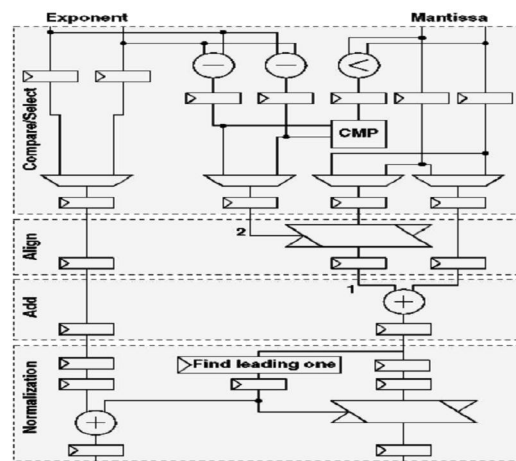 Exponent Mantissa
Compare/Select
− − <
CMP
Align
2
1
Add
+
Normalization
Find leading one
+